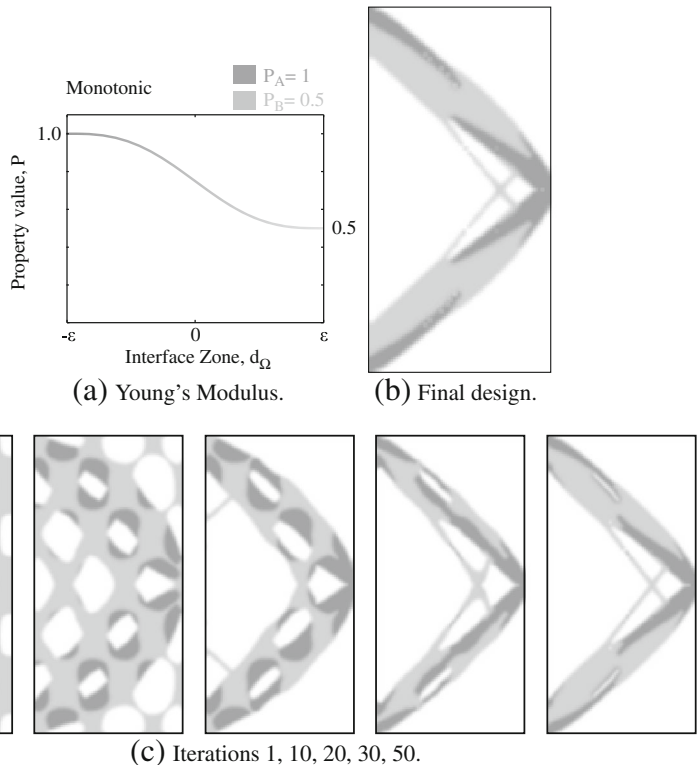 Monotonic
P_A= 1
P_B= 0.5
1.0
Property value, P
0.5
-ε
0
ε
Interface Zone, d_Ω
(a) Young's Modulus.
(b) Final design.
(c) Iterations 1, 10, 20, 30, 50.